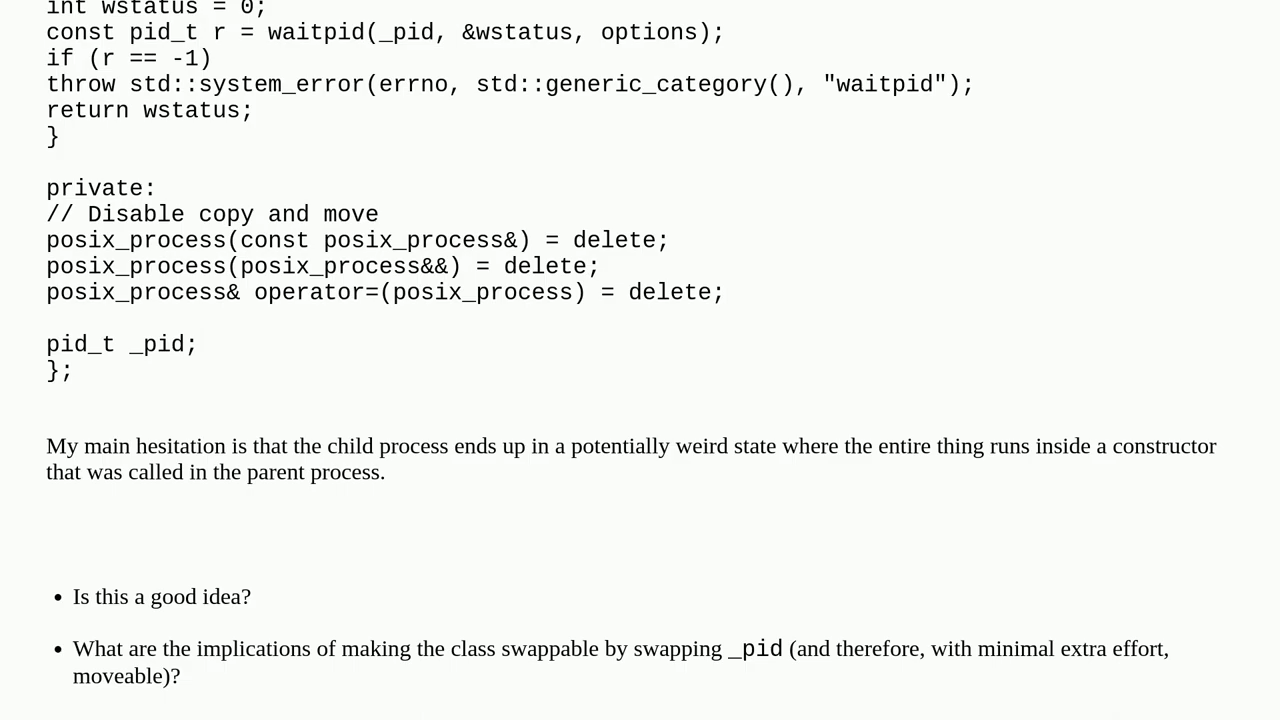 int wstatus = 0;
const pid_t r = waitpid(_pid, &wstatus, options);
if (r == -1)
throw std::system_error(errno, std::generic_category(), "waitpid");
return wstatus;
}
private:
// Disable copy and move
posix_process(const posix_process&) = delete;
posix_process(posix_process&&) = delete;
posix_process& operator=(posix_process) = delete;
pid_t _pid;
};
My main hesitation is that the child process ends up in a potentially weird state where the entire thing runs inside a constructor
that was called in the parent process.
• Is this a good idea?
• What are the implications of making the class swappable by swapping _pid (and therefore, with minimal extra effort,
moveable)?